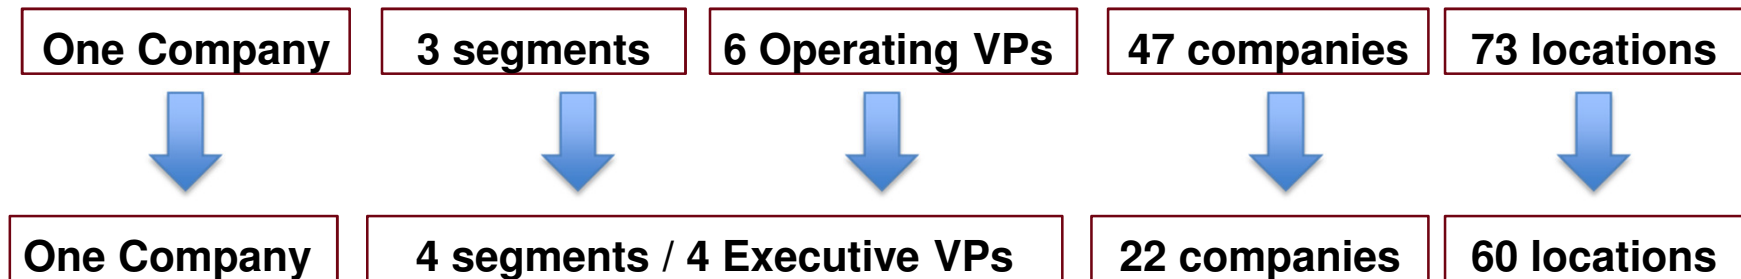 One Company 3 segments 6 Operating VPs 47 companies 73 locations
One Company 4 segments / 4 Executive VPs 22 companies 60 locations